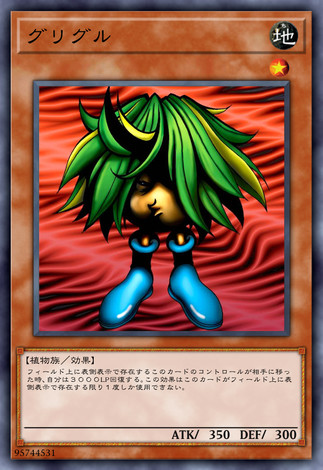 グリグル
地
【植物族／効果】
フィールド上に表側表示で存在するこのカードのコントロールが相手に移っ
た時、自分は３０００LP回復する。この効果はこのカードがフィールド上に表
側表示で存在する限り１度しか使用できない。
ATK/ 350 DEF/ 300
95744531